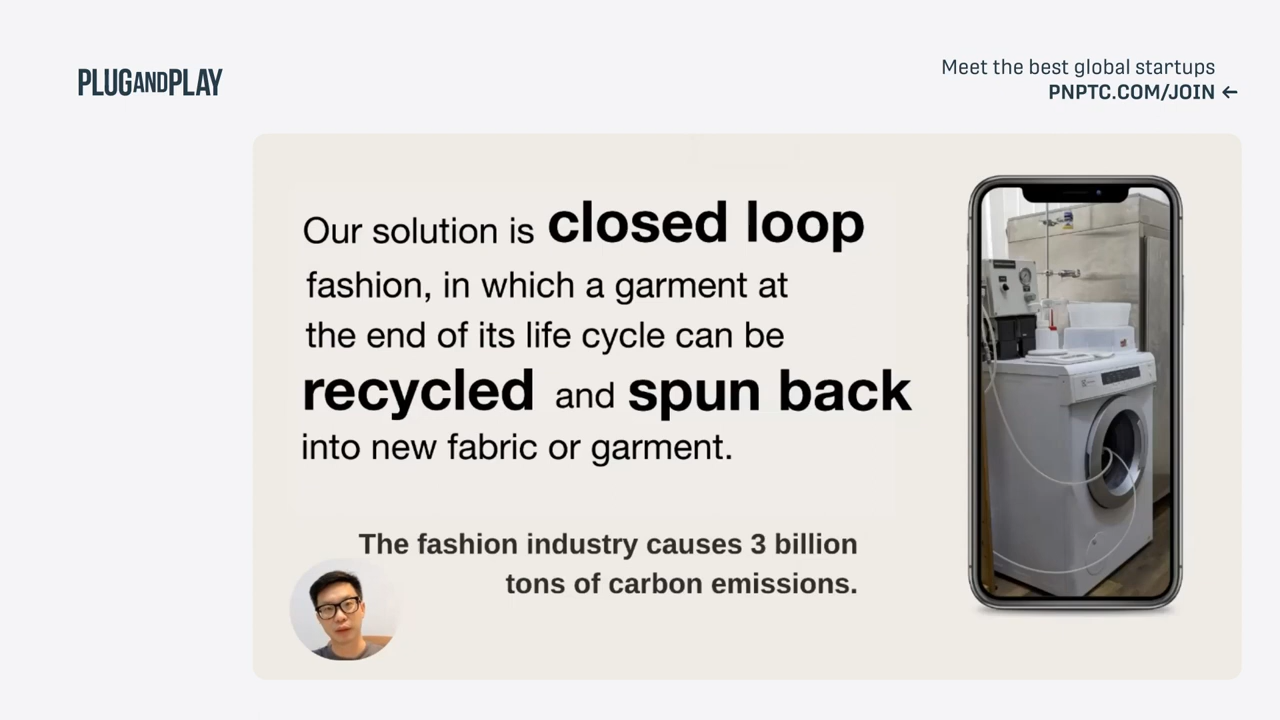 PLUGANDPLAY
Meet the best global startups
PNPTC.COM/JOIN ←
Our solution is closed loop
fashion, in which a garment at
the end of its life cycle can be
recycled and spun back
into new fabric or garment.
The fashion industry causes 3 billion
tons of carbon emissions.